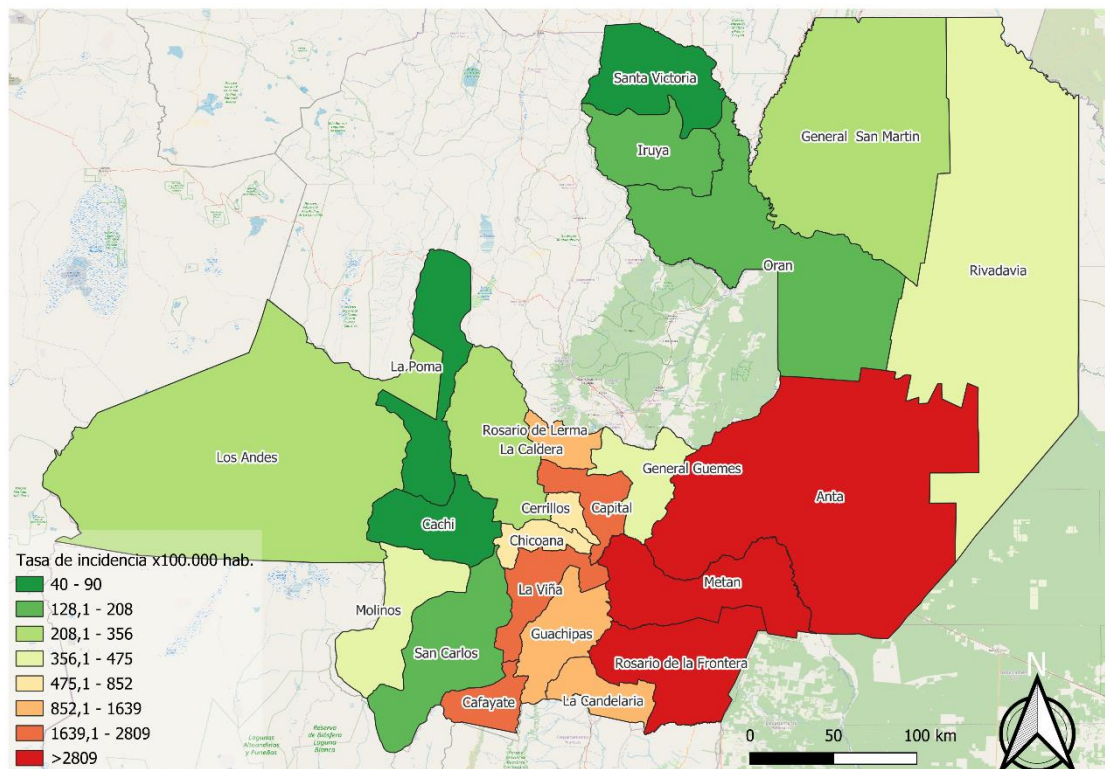 Santa Victoria
General San Martin
Iruya
Oran
Rivadavia
La Poma
Rosario de Lerma
La Caldera
Los Andes
General Guemes
Anta
Cerrillos
Capital
Cachi
Chicoana
Metan
La Viña
Molinos
Guachipas
San Carlos
Rosario de la Frontera
Cafayate
La Candelaria
Tasa de incidencia x100.000 hab.
40 - 90
128,1 - 208
208,1 - 356
356,1 - 475
475,1 - 852
852,1 - 1639
1639,1 - 2809
>2809
N
0 50 100 km